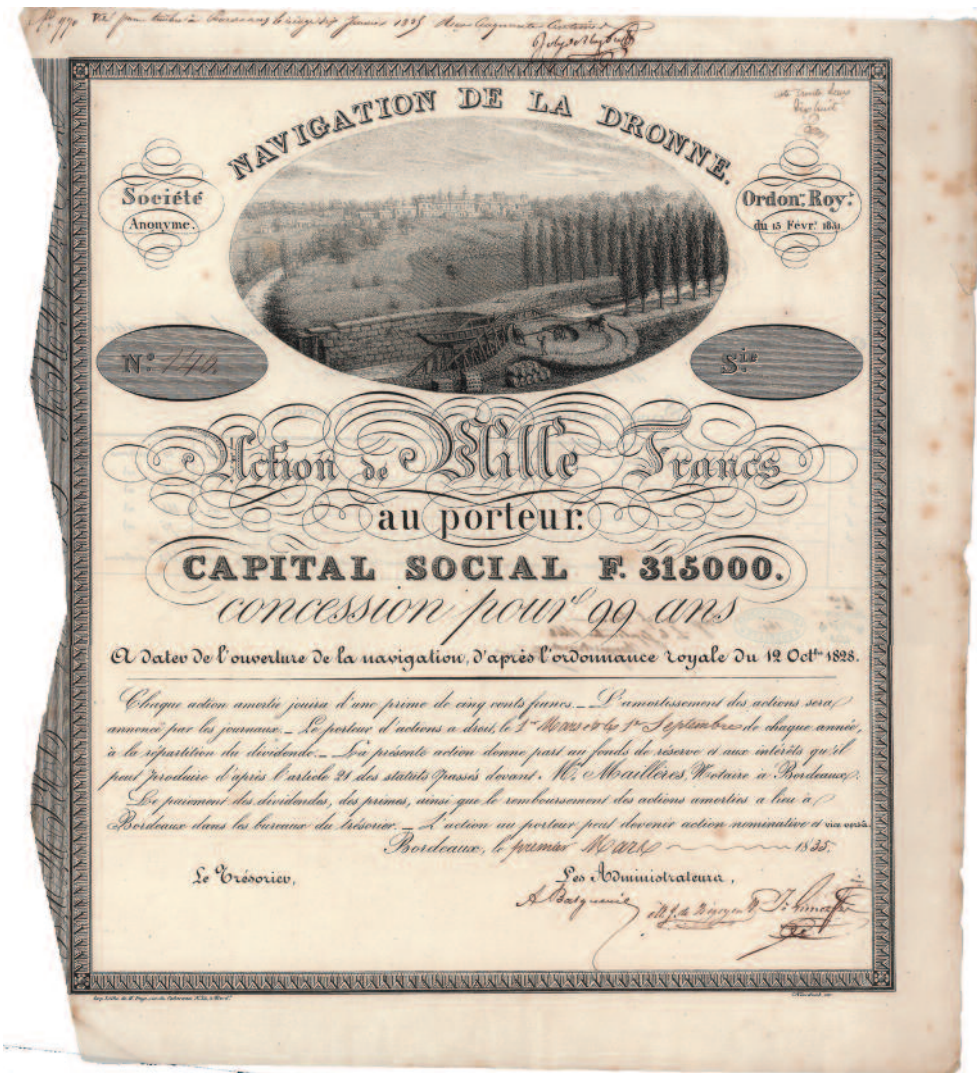 NAVIGATION DE LA DRONNE.
Société
Anonyme.
Ordon.ce Roy.le
du 15 Févr. 1831
N.o 140.
S.ie
Action de Mille Francs
au porteur.
CAPITAL SOCIAL F. 315000.
concession pour 99 ans
A dater de l'ouverture de la navigation, d'après l'ordonnance royale du 12 Octbre 1828.
Chaque action amortie jouira d'une prime de cinq cents francs._ L'amortissement des actions sera
annoncé par les journaux._ Le porteur d'actions a droit, le 1er Mars et le 1er Septembre de chaque année,
à la répartition du dividende._ La présente action donne part au fonds de réserve et aux intérêts qu'il
peut produire d'après l'article 21 des statuts passés devant M. Maillères, Notaire à Bordeaux.
Le paiement des dividendes, des primes, ainsi que le remboursement des actions amorties a lieu à
Bordeaux dans les bureaux du trésorier._ L'action au porteur peut devenir action nominative et vice versâ.
Bordeaux, le premier Mars 1835.
Le Trésorier,
Les Administrateurs,